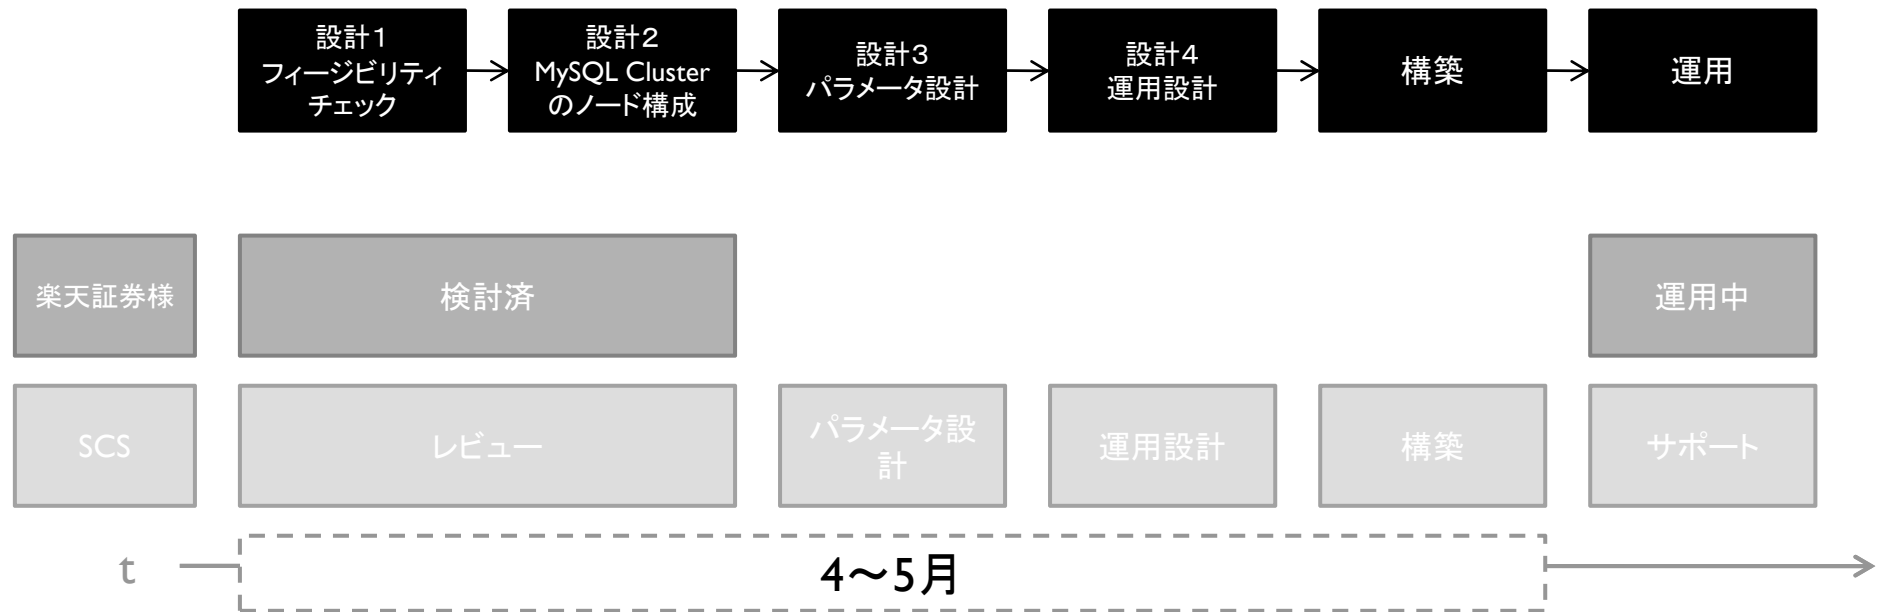 設計1
フィージビリティ
チェック
設計2
MySQL Cluster
のノード構成
設計3
パラメータ設計
設計4
運用設計
構築
運用
楽天証券様
検討済
運用中
SCS
レビュー
パラメータ設
計
運用設計
構築
サポート
t
4〜5月